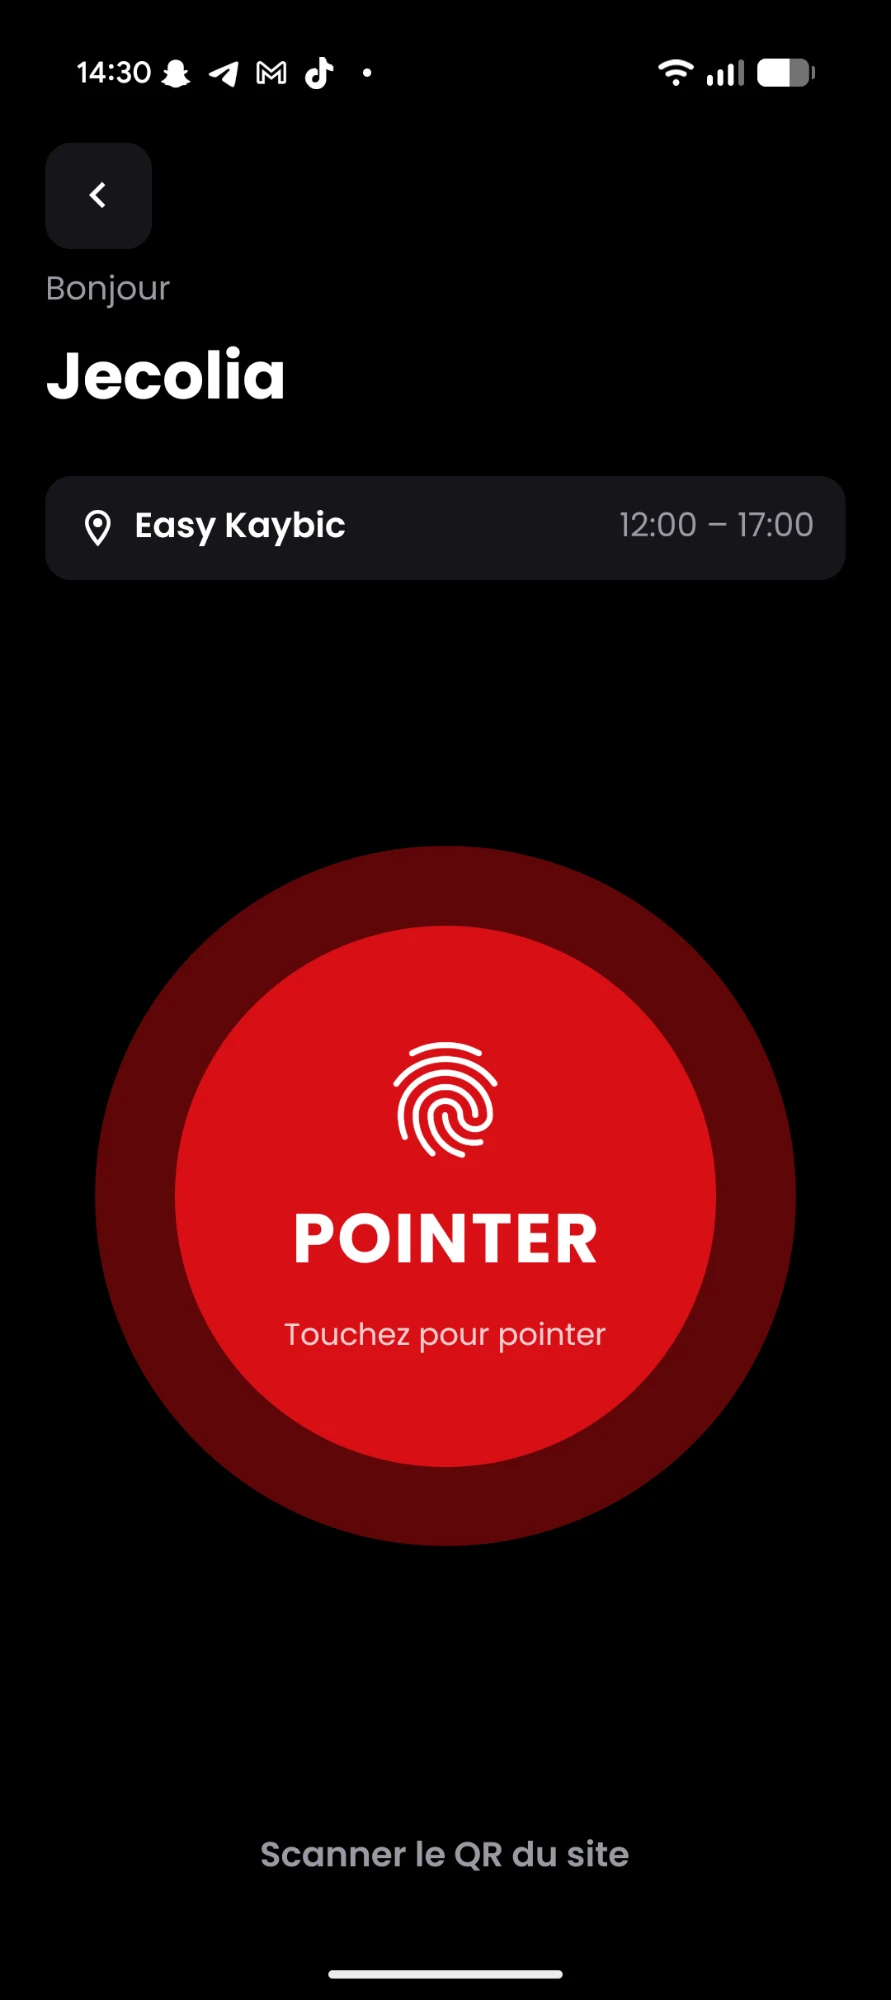 14:30
Bonjour
Jecolia
Easy Kaybic 12:00 – 17:00
POINTER
Touchez pour pointer
Scanner le QR du site